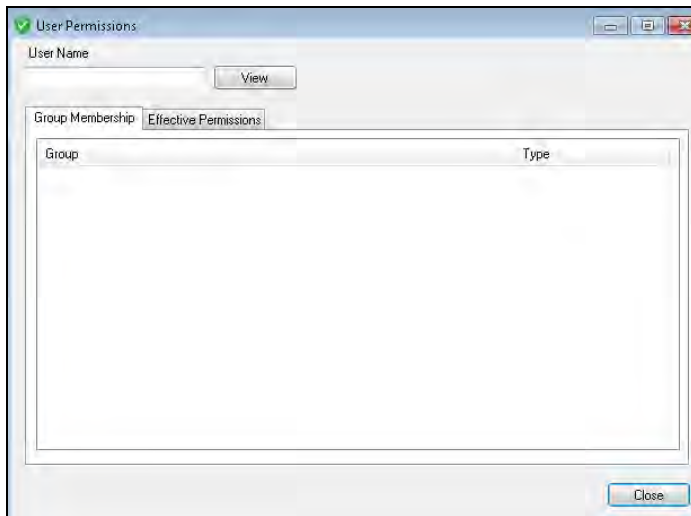 User Permissions
User Name
View
Group Membership Effective Permissions
Group Type
Close